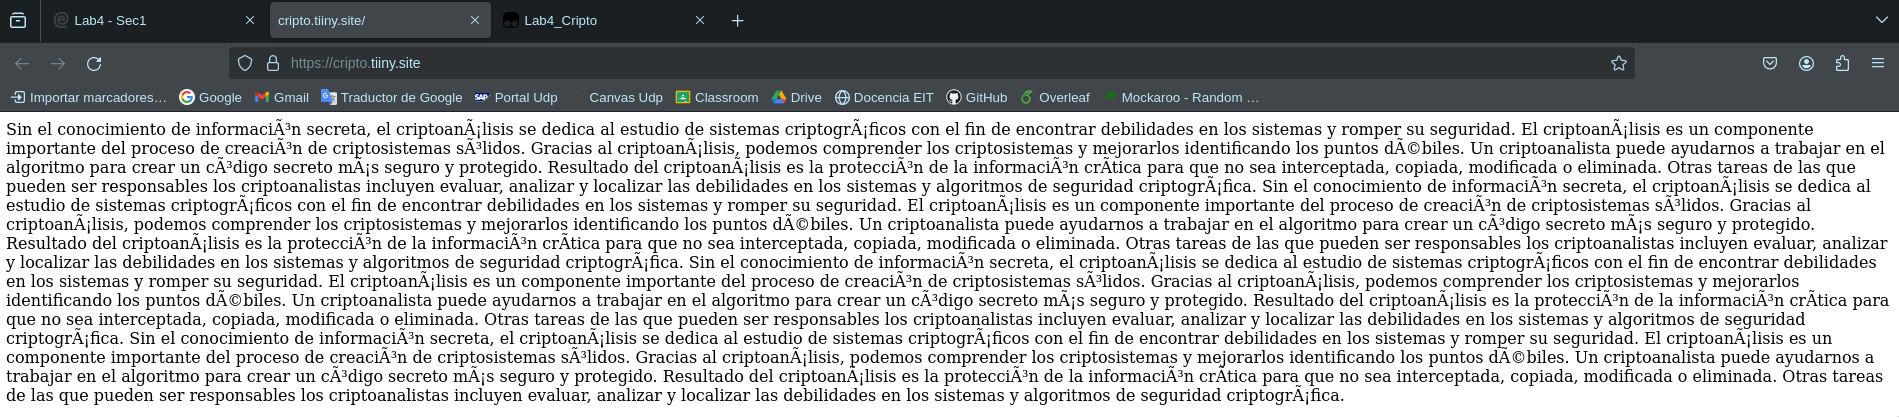 Lab4 - Sec1
cripto.tiiny.site/
Lab4_Cripto
https://cripto.tiiny.site
Importar marcadores…
Google
Gmail
Traductor de Google
Portal Udp
Canvas Udp
Classroom
Drive
Docencia EIT
GitHub
Overleaf
Mockaroo - Random …
Sin el conocimiento de informaciÃ³n secreta, el criptoanÃ¡lisis se dedica al estudio de sistemas criptogrÃ¡ficos con el fin de encontrar debilidades en los sistemas y romper su seguridad. El criptoanÃ¡lisis es un componente
importante del proceso de creaciÃ³n de criptosistemas sÃ³lidos. Gracias al criptoanÃ¡lisis, podemos comprender los criptosistemas y mejorarlos identificando los puntos dÃ©biles. Un criptoanalista puede ayudarnos a trabajar en el
algoritmo para crear un cÃ³digo secreto mÃ¡s seguro y protegido. Resultado del criptoanÃ¡lisis es la protecciÃ³n de la informaciÃ³n crÃtica para que no sea interceptada, copiada, modificada o eliminada. Otras tareas de las que
pueden ser responsables los criptoanalistas incluyen evaluar, analizar y localizar las debilidades en los sistemas y algoritmos de seguridad criptogrÃ¡fica. Sin el conocimiento de informaciÃ³n secreta, el criptoanÃ¡lisis se dedica al
estudio de sistemas criptogrÃ¡ficos con el fin de encontrar debilidades en los sistemas y romper su seguridad. El criptoanÃ¡lisis es un componente importante del proceso de creaciÃ³n de criptosistemas sÃ³lidos. Gracias al
criptoanÃ¡lisis, podemos comprender los criptosistemas y mejorarlos identificando los puntos dÃ©biles. Un criptoanalista puede ayudarnos a trabajar en el algoritmo para crear un cÃ³digo secreto mÃ¡s seguro y protegido.
Resultado del criptoanÃ¡lisis es la protecciÃ³n de la informaciÃ³n crÃtica para que no sea interceptada, copiada, modificada o eliminada. Otras tareas de las que pueden ser responsables los criptoanalistas incluyen evaluar, analizar
y localizar las debilidades en los sistemas y algoritmos de seguridad criptogrÃ¡fica. Sin el conocimiento de informaciÃ³n secreta, el criptoanÃ¡lisis se dedica al estudio de sistemas criptogrÃ¡ficos con el fin de encontrar debilidades
en los sistemas y romper su seguridad. El criptoanÃ¡lisis es un componente importante del proceso de creaciÃ³n de criptosistemas sÃ³lidos. Gracias al criptoanÃ¡lisis, podemos comprender los criptosistemas y mejorarlos
identificando los puntos dÃ©biles. Un criptoanalista puede ayudarnos a trabajar en el algoritmo para crear un cÃ³digo secreto mÃ¡s seguro y protegido. Resultado del criptoanÃ¡lisis es la protecciÃ³n de la informaciÃ³n crÃtica para
que no sea interceptada, copiada, modificada o eliminada. Otras tareas de las que pueden ser responsables los criptoanalistas incluyen evaluar, analizar y localizar las debilidades en los sistemas y algoritmos de seguridad
criptogrÃ¡fica. Sin el conocimiento de informaciÃ³n secreta, el criptoanÃ¡lisis se dedica al estudio de sistemas criptogrÃ¡ficos con el fin de encontrar debilidades en los sistemas y romper su seguridad. El criptoanÃ¡lisis es un
componente importante del proceso de creaciÃ³n de criptosistemas sÃ³lidos. Gracias al criptoanÃ¡lisis, podemos comprender los criptosistemas y mejorarlos identificando los puntos dÃ©biles. Un criptoanalista puede ayudarnos a
trabajar en el algoritmo para crear un cÃ³digo secreto mÃ¡s seguro y protegido. Resultado del criptoanÃ¡lisis es la protecciÃ³n de la informaciÃ³n crÃtica para que no sea interceptada, copiada, modificada o eliminada. Otras tareas
de las que pueden ser responsables los criptoanalistas incluyen evaluar, analizar y localizar las debilidades en los sistemas y algoritmos de seguridad criptogrÃ¡fica.